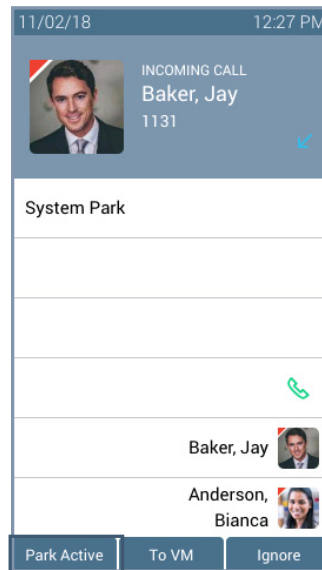 11/02/18 12:27 PM
INCOMING CALL
Baker, Jay
1131
System Park
Baker, Jay
Anderson,
Bianca
Park Active To VM Ignore